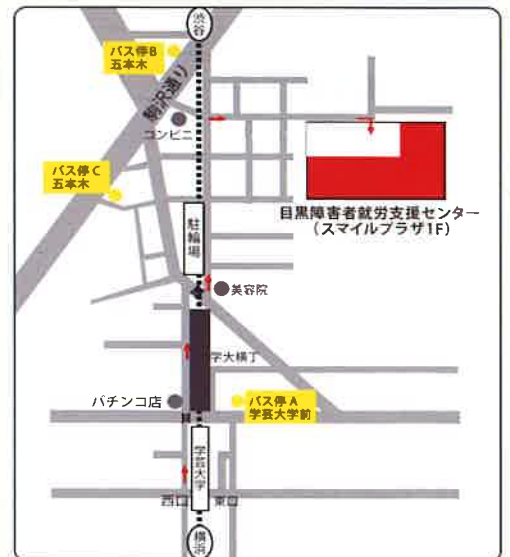 渋谷
バス停B
五本木
駒沢通り
コンビニ
バス停C
五本木
目黒障害者就労支援センター
（スマイルプラザ1F）
駐輪場
美容院
学大横丁
パチンコ店
バス停A
学芸大学前
学芸大学
西口
東口
横浜